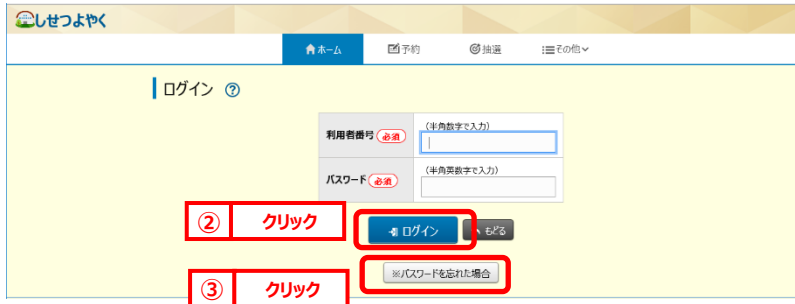 しせつよやく
ホーム 予約 抽選 その他
ログイン ?
利用者番号 必須 (半角数字で入力)
パスワード 必須 (半角英数字で入力)
② クリック ログイン もどる
※パスワードを忘れた場合
③ クリック